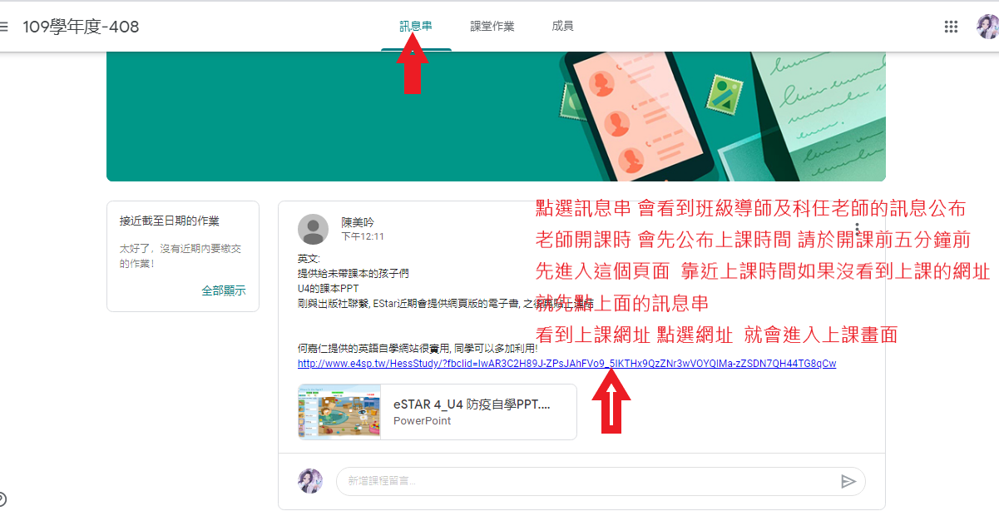 109學年度-408
訊息串
課堂作業
成員
點選訊息串 會看到班級導師及科任老師的訊息公布
老師開課時 會先公布上課時間 請於開課前五分鐘前
先進入這個頁面 靠近上課時間如果沒看到上課的網址
就先點上面的訊息串
看到上課網址 點選網址 就會進入上課畫面
接近截至日期的作業
太好了，沒有近期內要繳交
的作業！
全部顯示
陳美吟
下午12:11
英文:
提供給未帶課本的孩子們
U4的課本PPT
剛與出版社聯繫, EStar近期會提供網頁版的電子書, 之後再貼上連結
何嘉仁提供的英語自學網站很實用, 同學可以多加利用!
http://www.e4sp.tw/HessStudy/?fbclid=IwAR3C2H89J-ZPsJAhFVo9_5IKTHx9QzZNr3wVOYQIMa-zZSDN7QH44TG8qCw
eSTAR 4_U4 防疫自學PPT....
PowerPoint
新增課程留言...